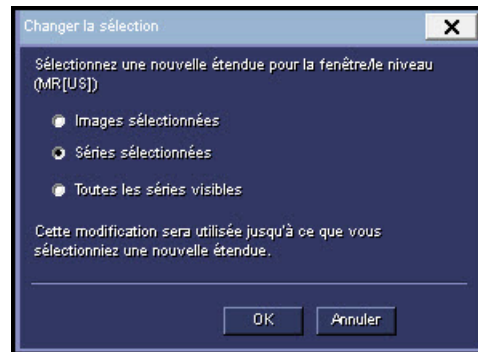 Changer la sélection
Sélectionnez une nouvelle étendue pour la fenêtre/le niveau
(MR[US])
Images sélectionnées
Séries sélectionnées
Toutes les séries visibles
Cette modification sera utilisée jusqu'à ce que vous
sélectionniez une nouvelle étendue.
OK
Annuler